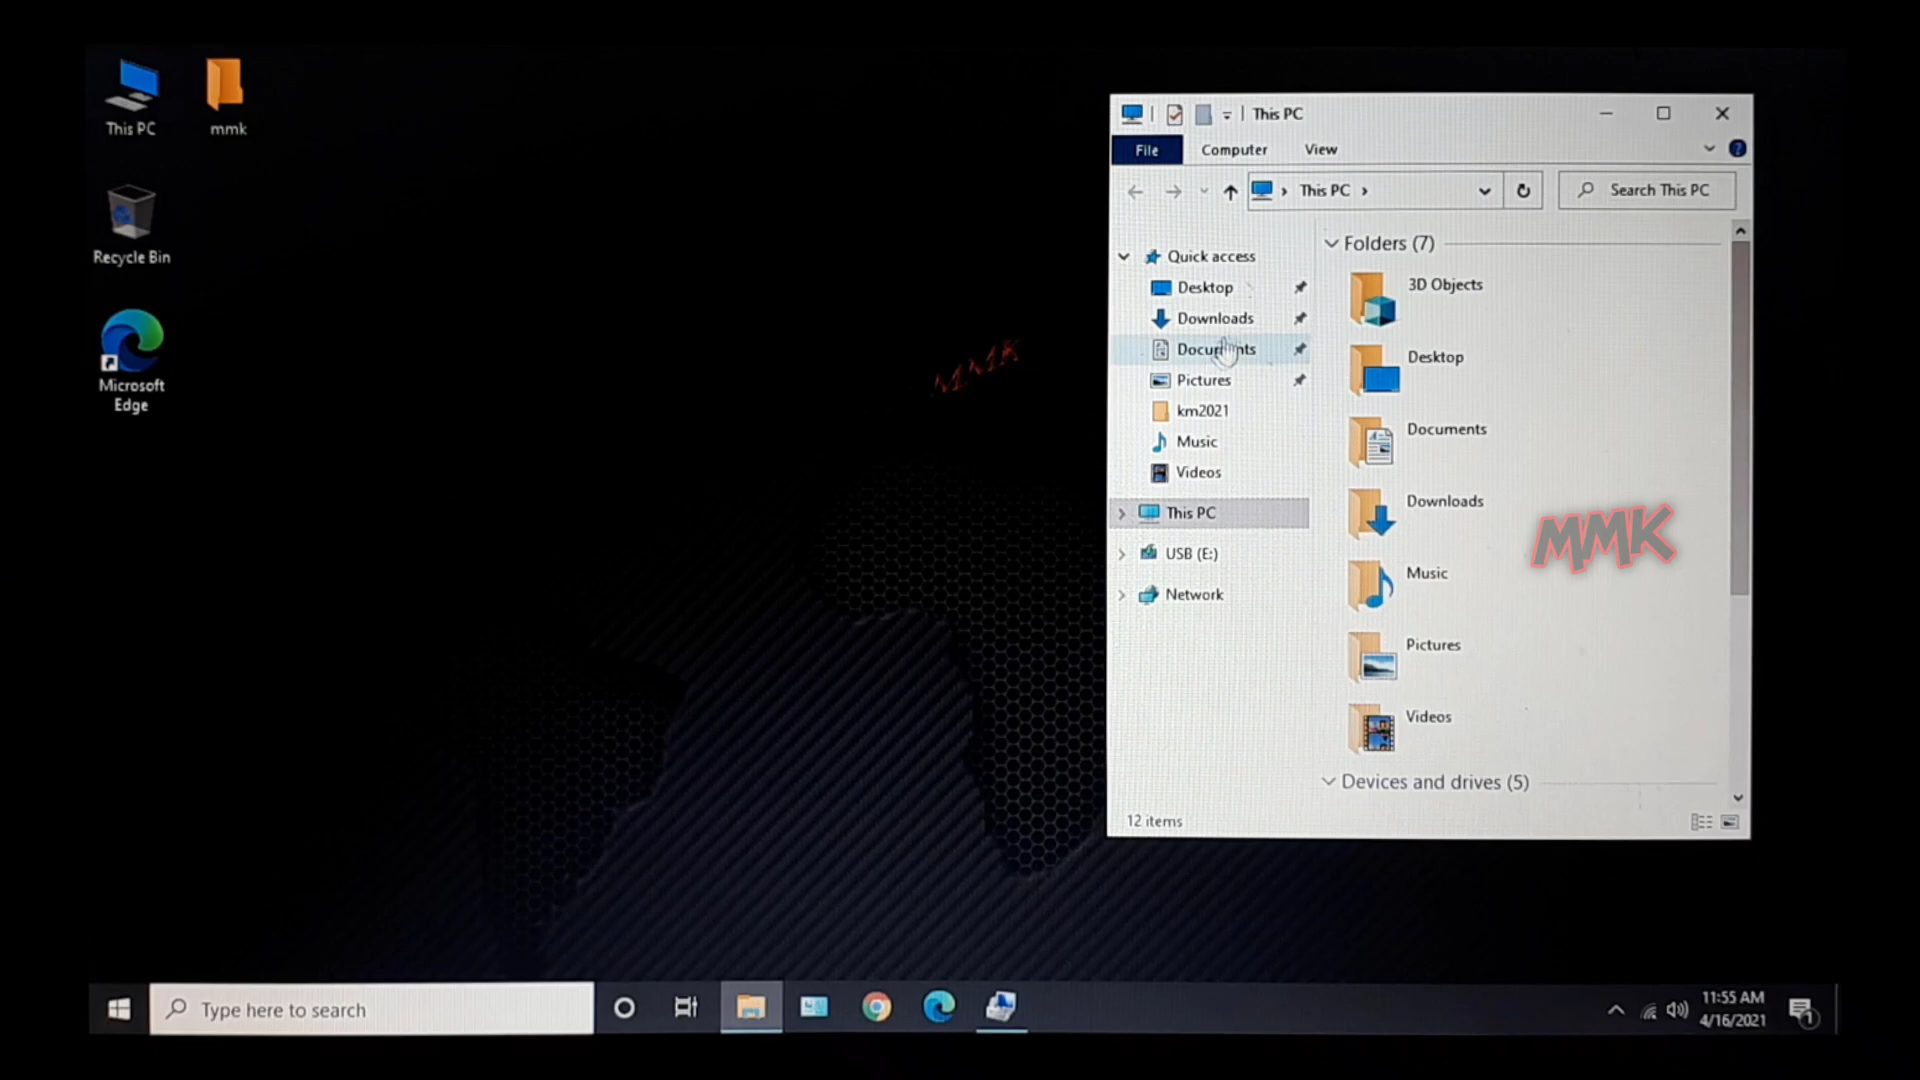 This PC
mmk
Recycle Bin
Microsoft
Edge
MMK
This PC
File
Computer
View
This PC
Search This PC
Quick access
Desktop
Downloads
Documents
Pictures
km2021
Music
Videos
This PC
USB (E:)
Network
Folders (7)
3D Objects
Desktop
Documents
Downloads
Music
Pictures
Videos
Devices and drives (5)
12 items
MMK
Type here to search
11:55 AM
4/16/2021
1